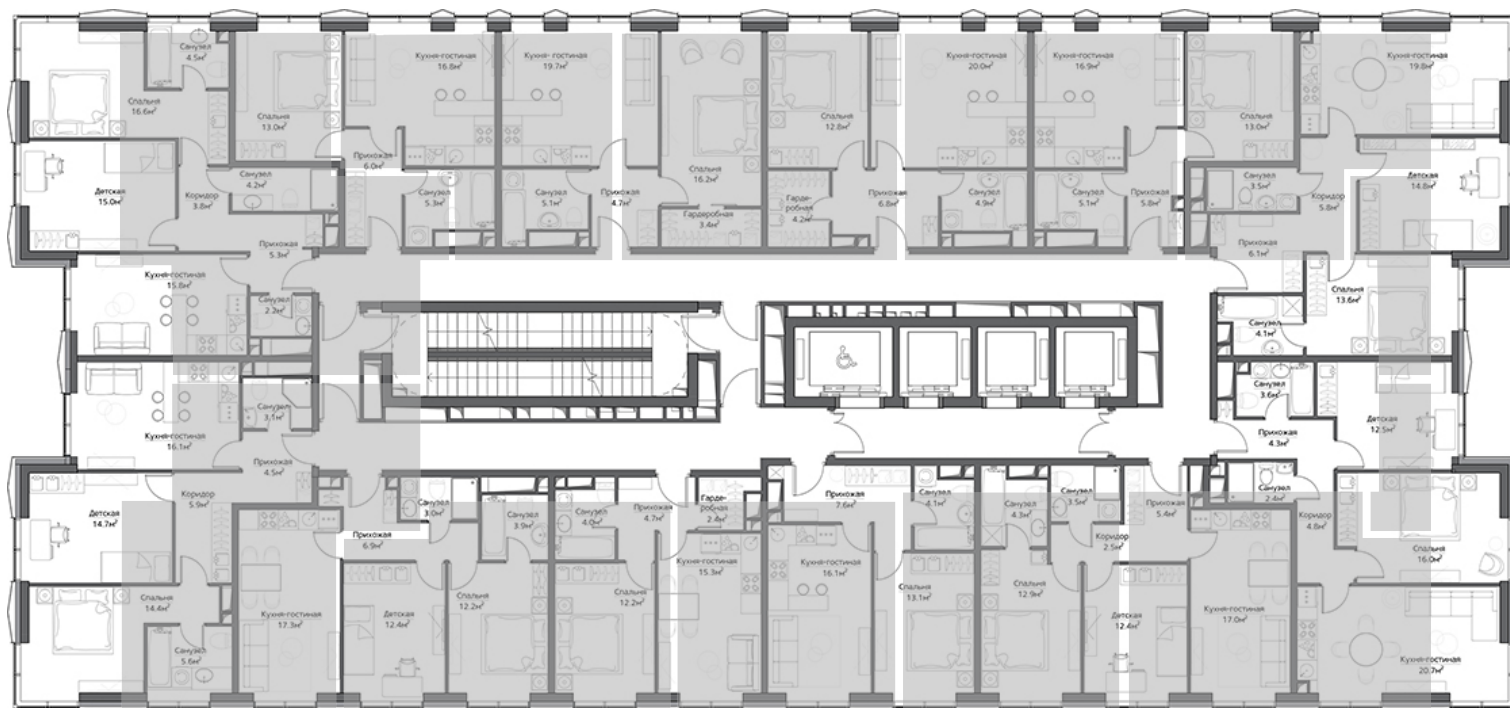 Санузел
4.5м²
Спальня
16.6м²
Спальня
13.0м²
Кухня-гостиная
16.8м²
Кухня- гостиная
19.7м²
Спальня
16.2м²
Спальня
12.8м²
Кухня-гостиная
20.0м²
Кухня-гостиная
16.9м²
Спальня
13.0м²
Кухня-гостиная
19.8м²
Детская
15.0м²
Коридор
3.8м²
Санузел
4.2м²
Прихожая
6.0м²
Санузел
5.3м²
Санузел
5.1м²
Прихожая
4.7м²
Гардеробная
3.4м²
Гарде-
робная
4.2м²
Прихожая
6.8м²
Санузел
4.9м²
Санузел
5.1м²
Прихожая
5.8м²
Санузел
3.5м²
Коридор
5.8м²
Детская
14.8м²
Прихожая
5.3м²
Прихожая
6.1м²
Кухня-гостиная
15.8м²
Санузел
2.2м²
Спальня
13.6м²
Санузел
4.1м²
Кухня-гостиная
16.1м²
Санузел
3.1м²
Санузел
3.6м²
Детская
12.5м²
Прихожая
4.3м²
Прихожая
4.5м²
Коридор
5.9м²
Детская
14.7м²
Санузел
3.0м²
Прихожая
6.9м²
Санузел
3.9м²
Санузел
4.0м²
Прихожая
4.7м²
Гарде-
робная
2.4м²
Прихожая
7.6м²
Санузел
4.1м²
Санузел
4.3м²
Санузел
3.5м²
Коридор
2.5м²
Прихожая
5.4м²
Санузел
2.4м²
Коридор
4.8м²
Спальня
16.0м²
Спальня
14.4м²
Санузел
5.6м²
Кухня-гостиная
17.3м²
Детская
12.4м²
Спальня
12.2м²
Спальня
12.2м²
Кухня-гостиная
15.3м²
Кухня-гостиная
16.1м²
Спальня
13.1м²
Спальня
12.9м²
Детская
12.4м²
Кухня-гостиная
17.0м²
Кухня-гостиная
20.7м²